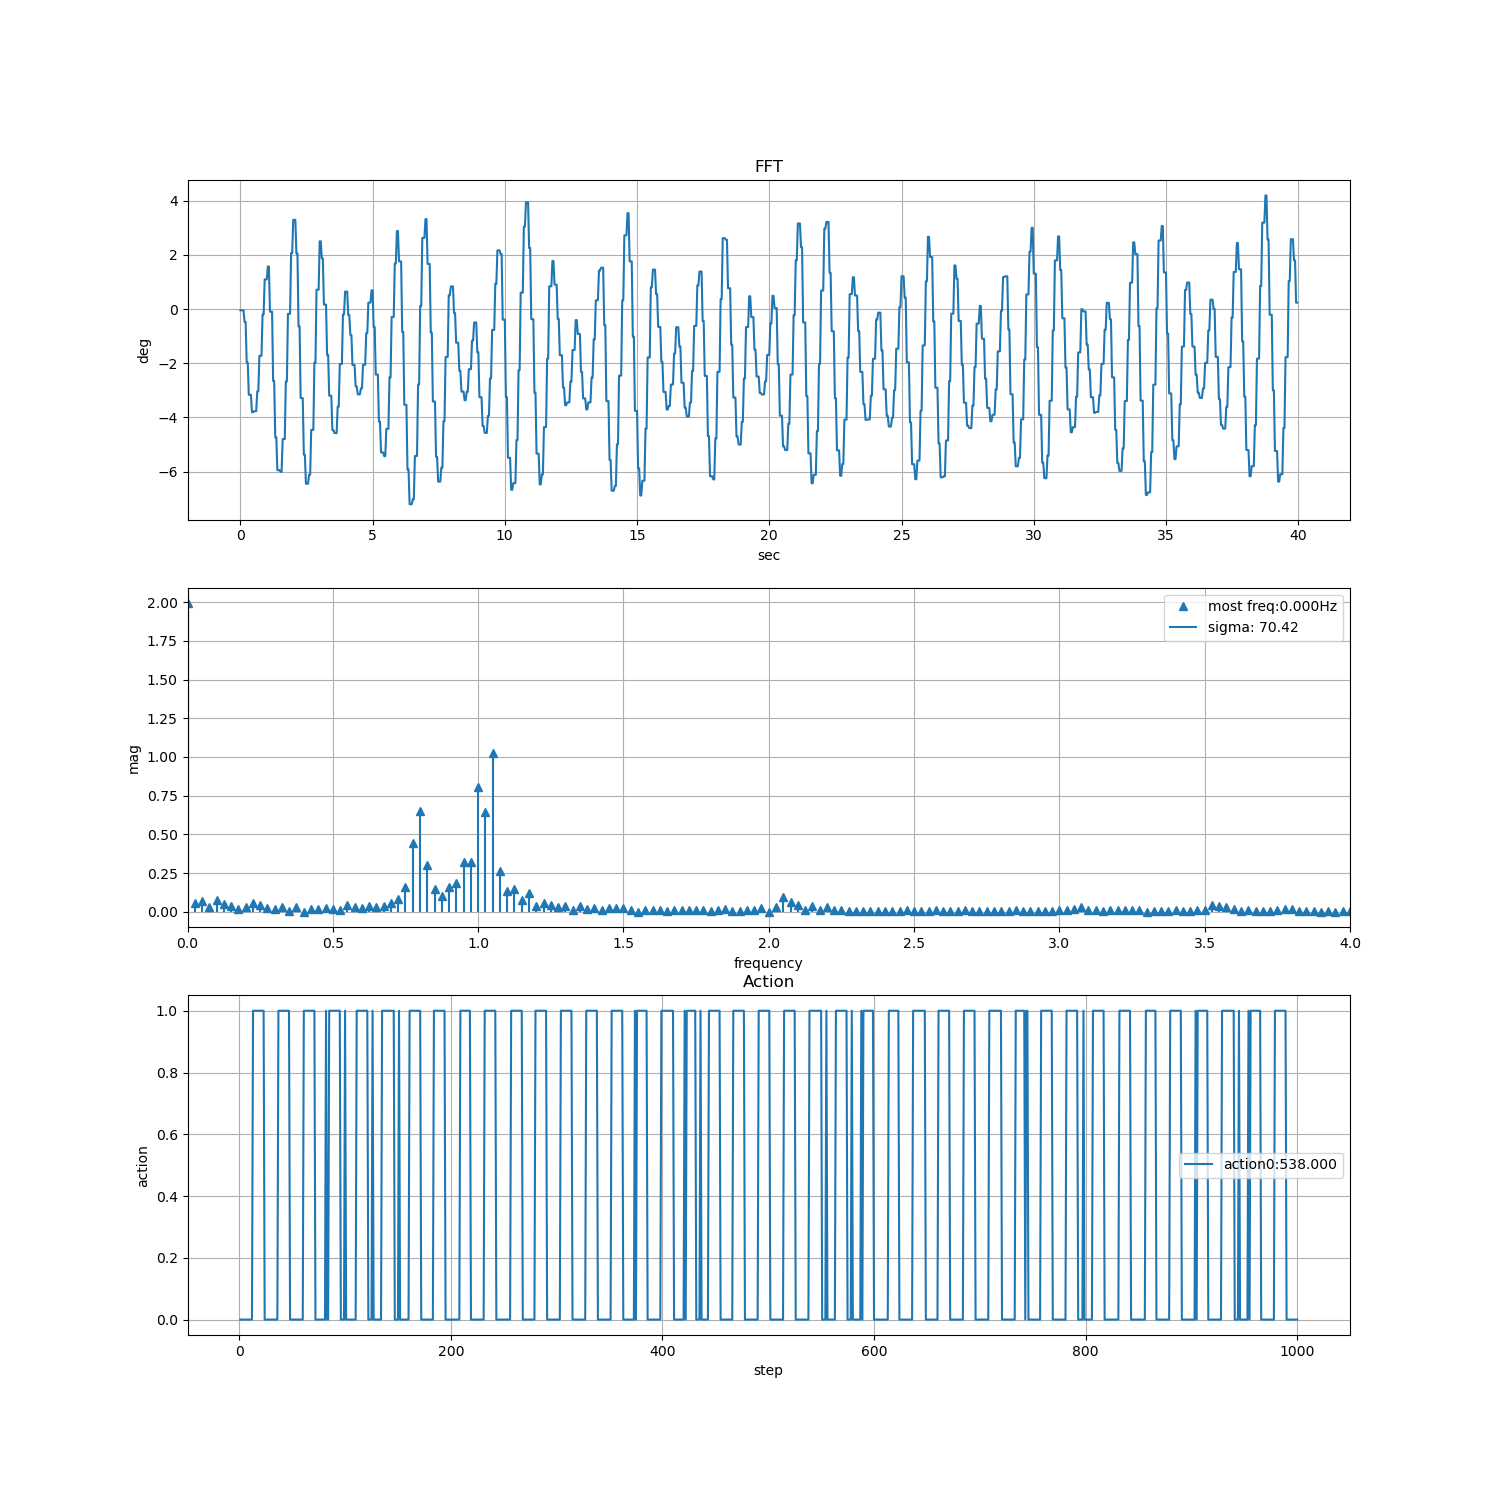 FFT
4
2
0
−2
−4
−6
deg
0 5 10 15 20 25 30 35 40
sec
2.00
1.75
1.50
1.25
1.00
0.75
0.50
0.25
0.00
mag
most freq:0.000Hz
sigma: 70.42
0.0 0.5 1.0 1.5 2.0 2.5 3.0 3.5 4.0
frequency
Action
1.0
0.8
0.6
0.4
0.2
0.0
action
action0:538.000
0 200 400 600 800 1000
step